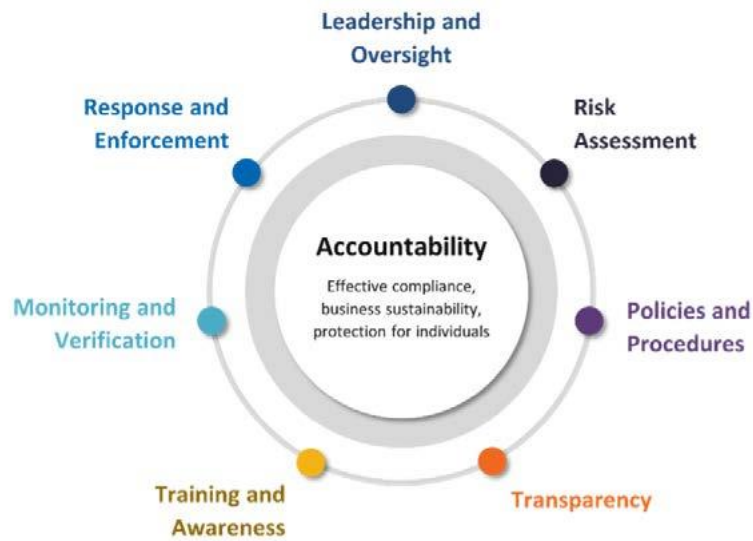 Leadership and
Oversight
Risk
Assessment
Policies and
Procedures
Transparency
Training and
Awareness
Monitoring and
Verification
Response and
Enforcement
Accountability
Effective compliance,
business sustainability,
protection for individuals